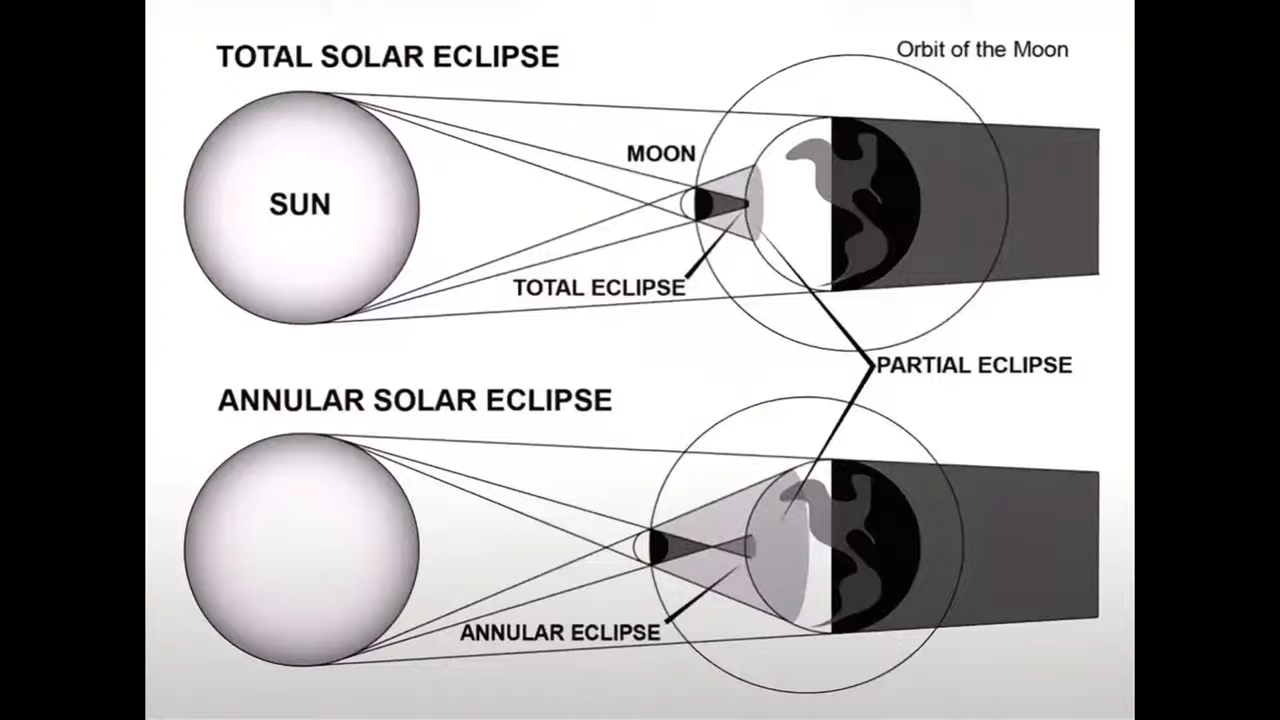 TOTAL SOLAR ECLIPSE
Orbit of the Moon
MOON
SUN
TOTAL ECLIPSE
PARTIAL ECLIPSE
ANNULAR SOLAR ECLIPSE
ANNULAR ECLIPSE